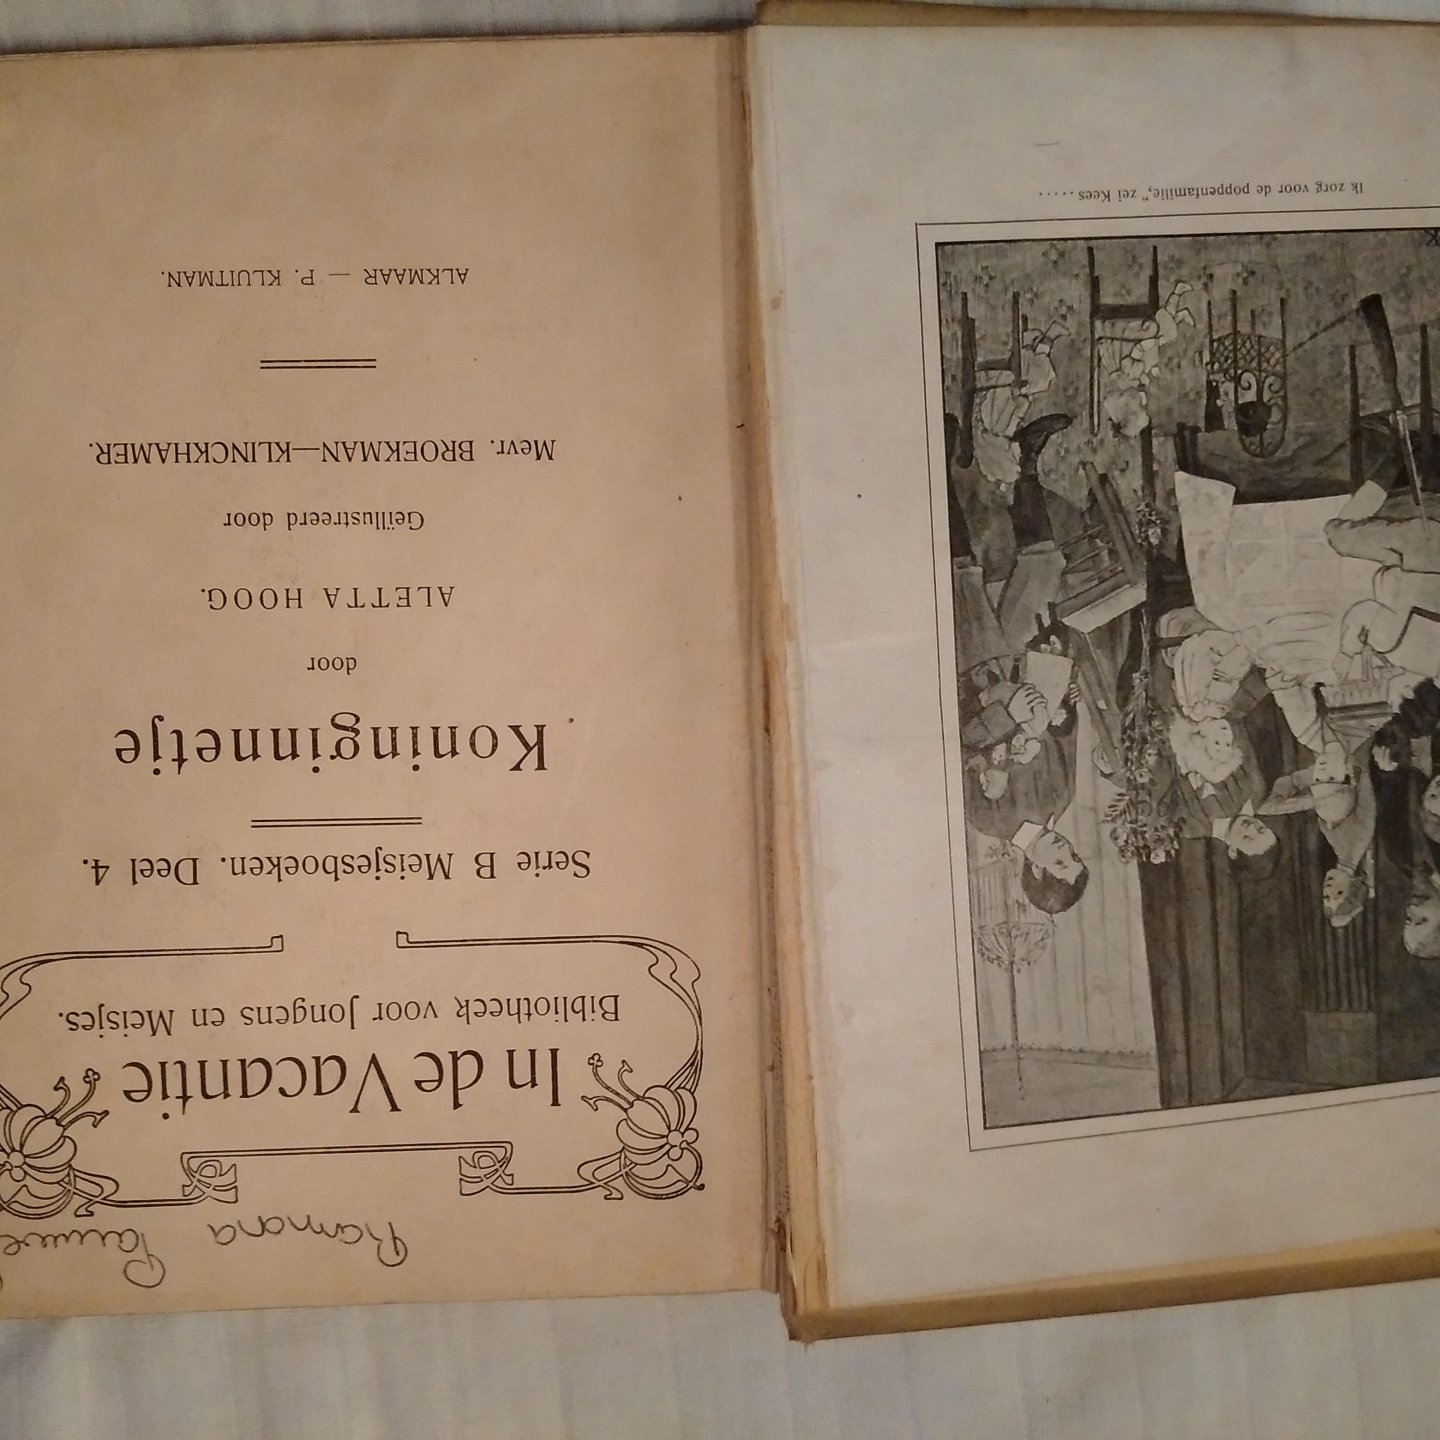 Ik zorg voor de poppenfamilie," zei Kees.....
Ramona
In de Vacantie
Bibliotheek voor Jongens en Meisjes.
Serie B Meisjesboeken. Deel 4.
Koninginnetje
door
ALETTA HOOG.
Geïllustreerd door
Mevr. BROEKMAN—KLINCKHAMER.
ALKMAAR — P. KLUITMAN.